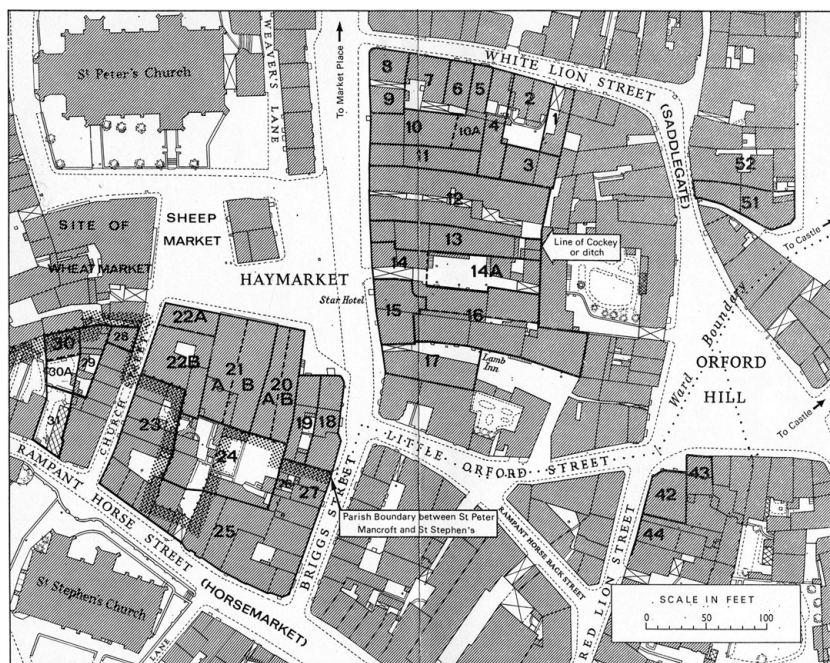 St Peter's Church
WEAVER'S
LANE
To Market Place
WHITE LION STREET
(SADDLEGATE)
8
7
6
5
2
1
9
10
10A
4
11
3
52
51
12
SITE OF
WHEAT MARKET
SHEEP
MARKET
13
Line of Cockey
or ditch
To Castle
HAYMARKET
14
14A
Star Hotel
Ward Boundary
15
16
ORFORD
HILL
22A
30
28
22B
21
A B
20
A B
29
30A
17
Lamb
Inn
CHURCH STREET
23
19
18
31
To Castle
LITTLE ORFORD STREET
24
RAMPANT HORSE STREET
(HORSEMARKET)
26
27
43
42
BRIGGS STREET
Parish Boundary between St Peter
Mancroft and St Stephen's
RAMPANT HORSE BACK STREET
25
44
RED LION STREET
St Stephen's Church
LANE
SCALE IN FEET
0 50 100